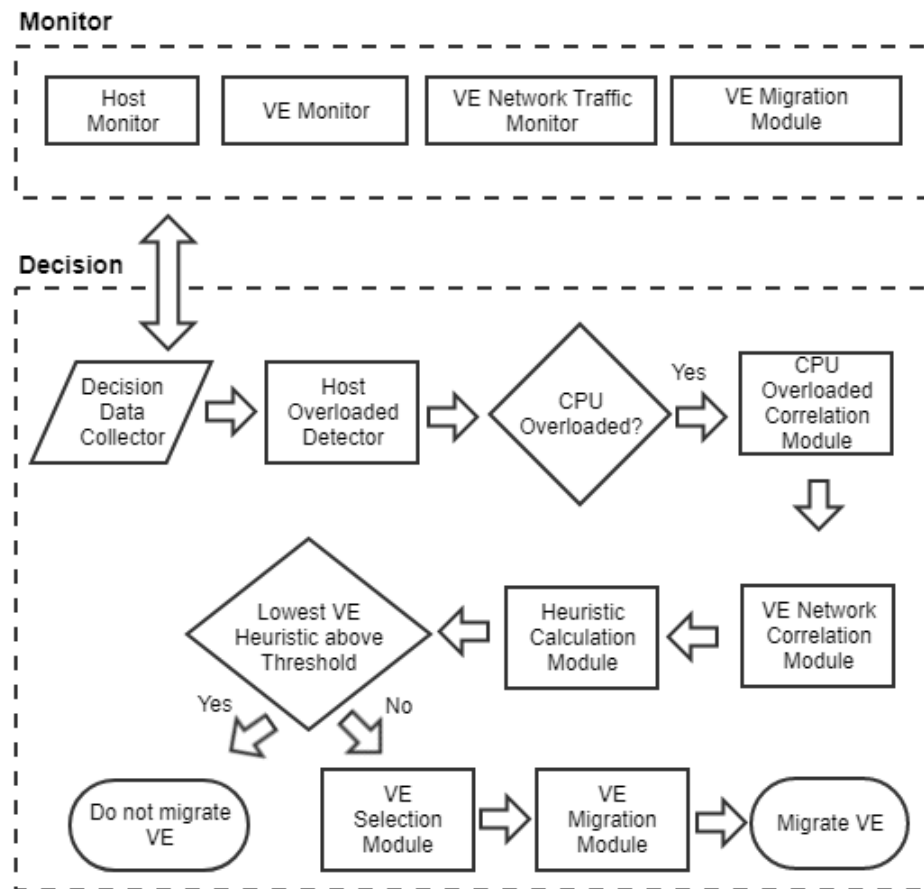 Monitor
Host
Monitor
VE Monitor
VE Network Traffic
Monitor
VE Migration
Module
Decision
Decision
Data
Collector
Host
Overloaded
Detector
CPU
Overloaded?
Yes
CPU
Overloaded
Correlation
Module
Lowest VE
Heuristic above
Threshold
Heuristic
Calculation
Module
VE Network
Correlation
Module
Yes
No
Do not migrate
VE
VE
Selection
Module
VE
Migration
Module
Migrate VE